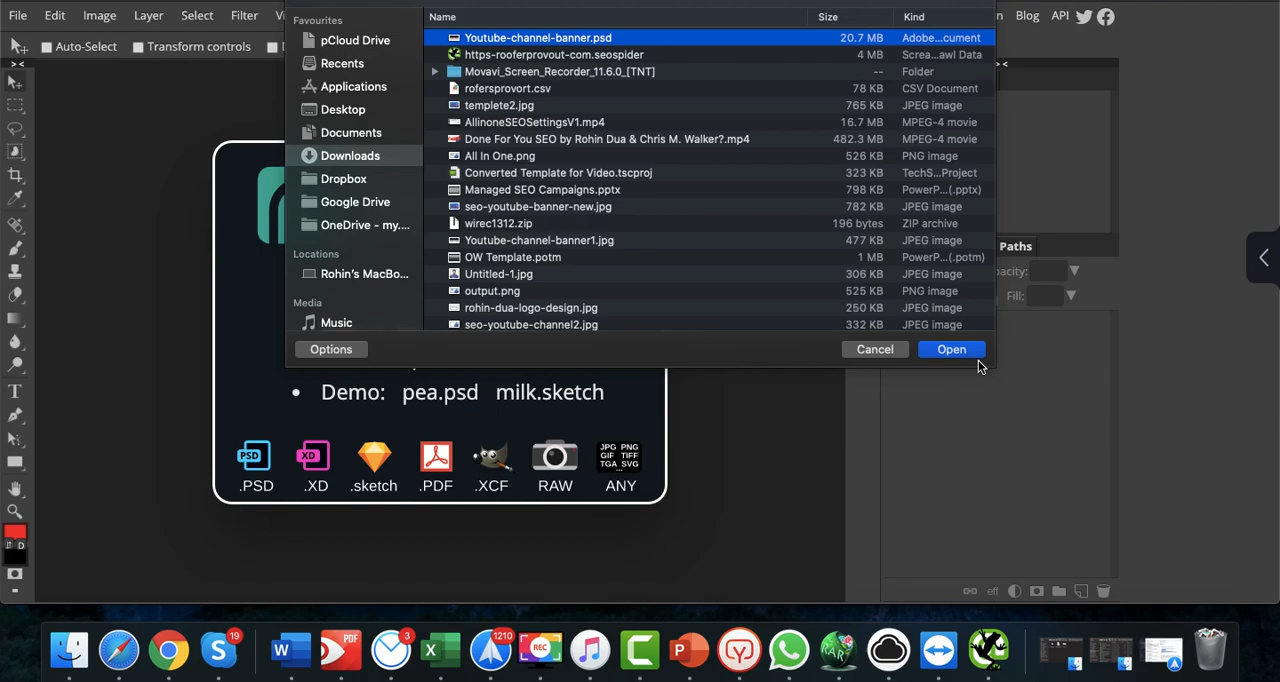 File Edit Image Layer Select Filter Blog API
Auto-Select Transform controls
Favourites
pCloud Drive
Recents
Applications
Desktop
Documents
Downloads
Dropbox
Google Drive
OneDrive - my....
Locations
Rohin's MacBo...
Media
Music
Name Size Kind
Youtube-channel-banner.psd 20.7 MB Adobe...cument
https-rooferprovout-com.seospider 4 MB Screa...awl Data
Movavi_Screen_Recorder_11.6.0_[TNT] -- Folder
rofersprovort.csv 78 KB CSV Document
templete2.jpg 765 KB JPEG image
AllinoneSEOSettingsV1.mp4 16.7 MB MPEG-4 movie
Done For You SEO by Rohin Dua & Chris M. Walker?.mp4 482.3 MB MPEG-4 movie
All In One.png 526 KB PNG image
Converted Template for Video.tscproj 323 KB TechS...Project
Managed SEO Campaigns.pptx 798 KB PowerP...(.pptx)
seo-youtube-banner-new.jpg 782 KB JPEG image
wirec1312.zip 196 bytes ZIP archive
Youtube-channel-banner1.jpg 477 KB JPEG image
OW Template.potm 1 MB PowerP...(.potm)
Untitled-1.jpg 306 KB JPEG image
output.png 525 KB PNG image
rohin-dua-logo-design.jpg 250 KB JPEG image
seo-youtube-channel2.jpg 332 KB JPEG image
Options Cancel Open
Paths
Fill:
• Demo: pea.psd milk.sketch
PSD XD JPG PNG
GIF TIFF
TGA SVG
.PSD .XD .sketch .PDF .XCF RAW ANY
eff
19 PDF 3 1210 REC